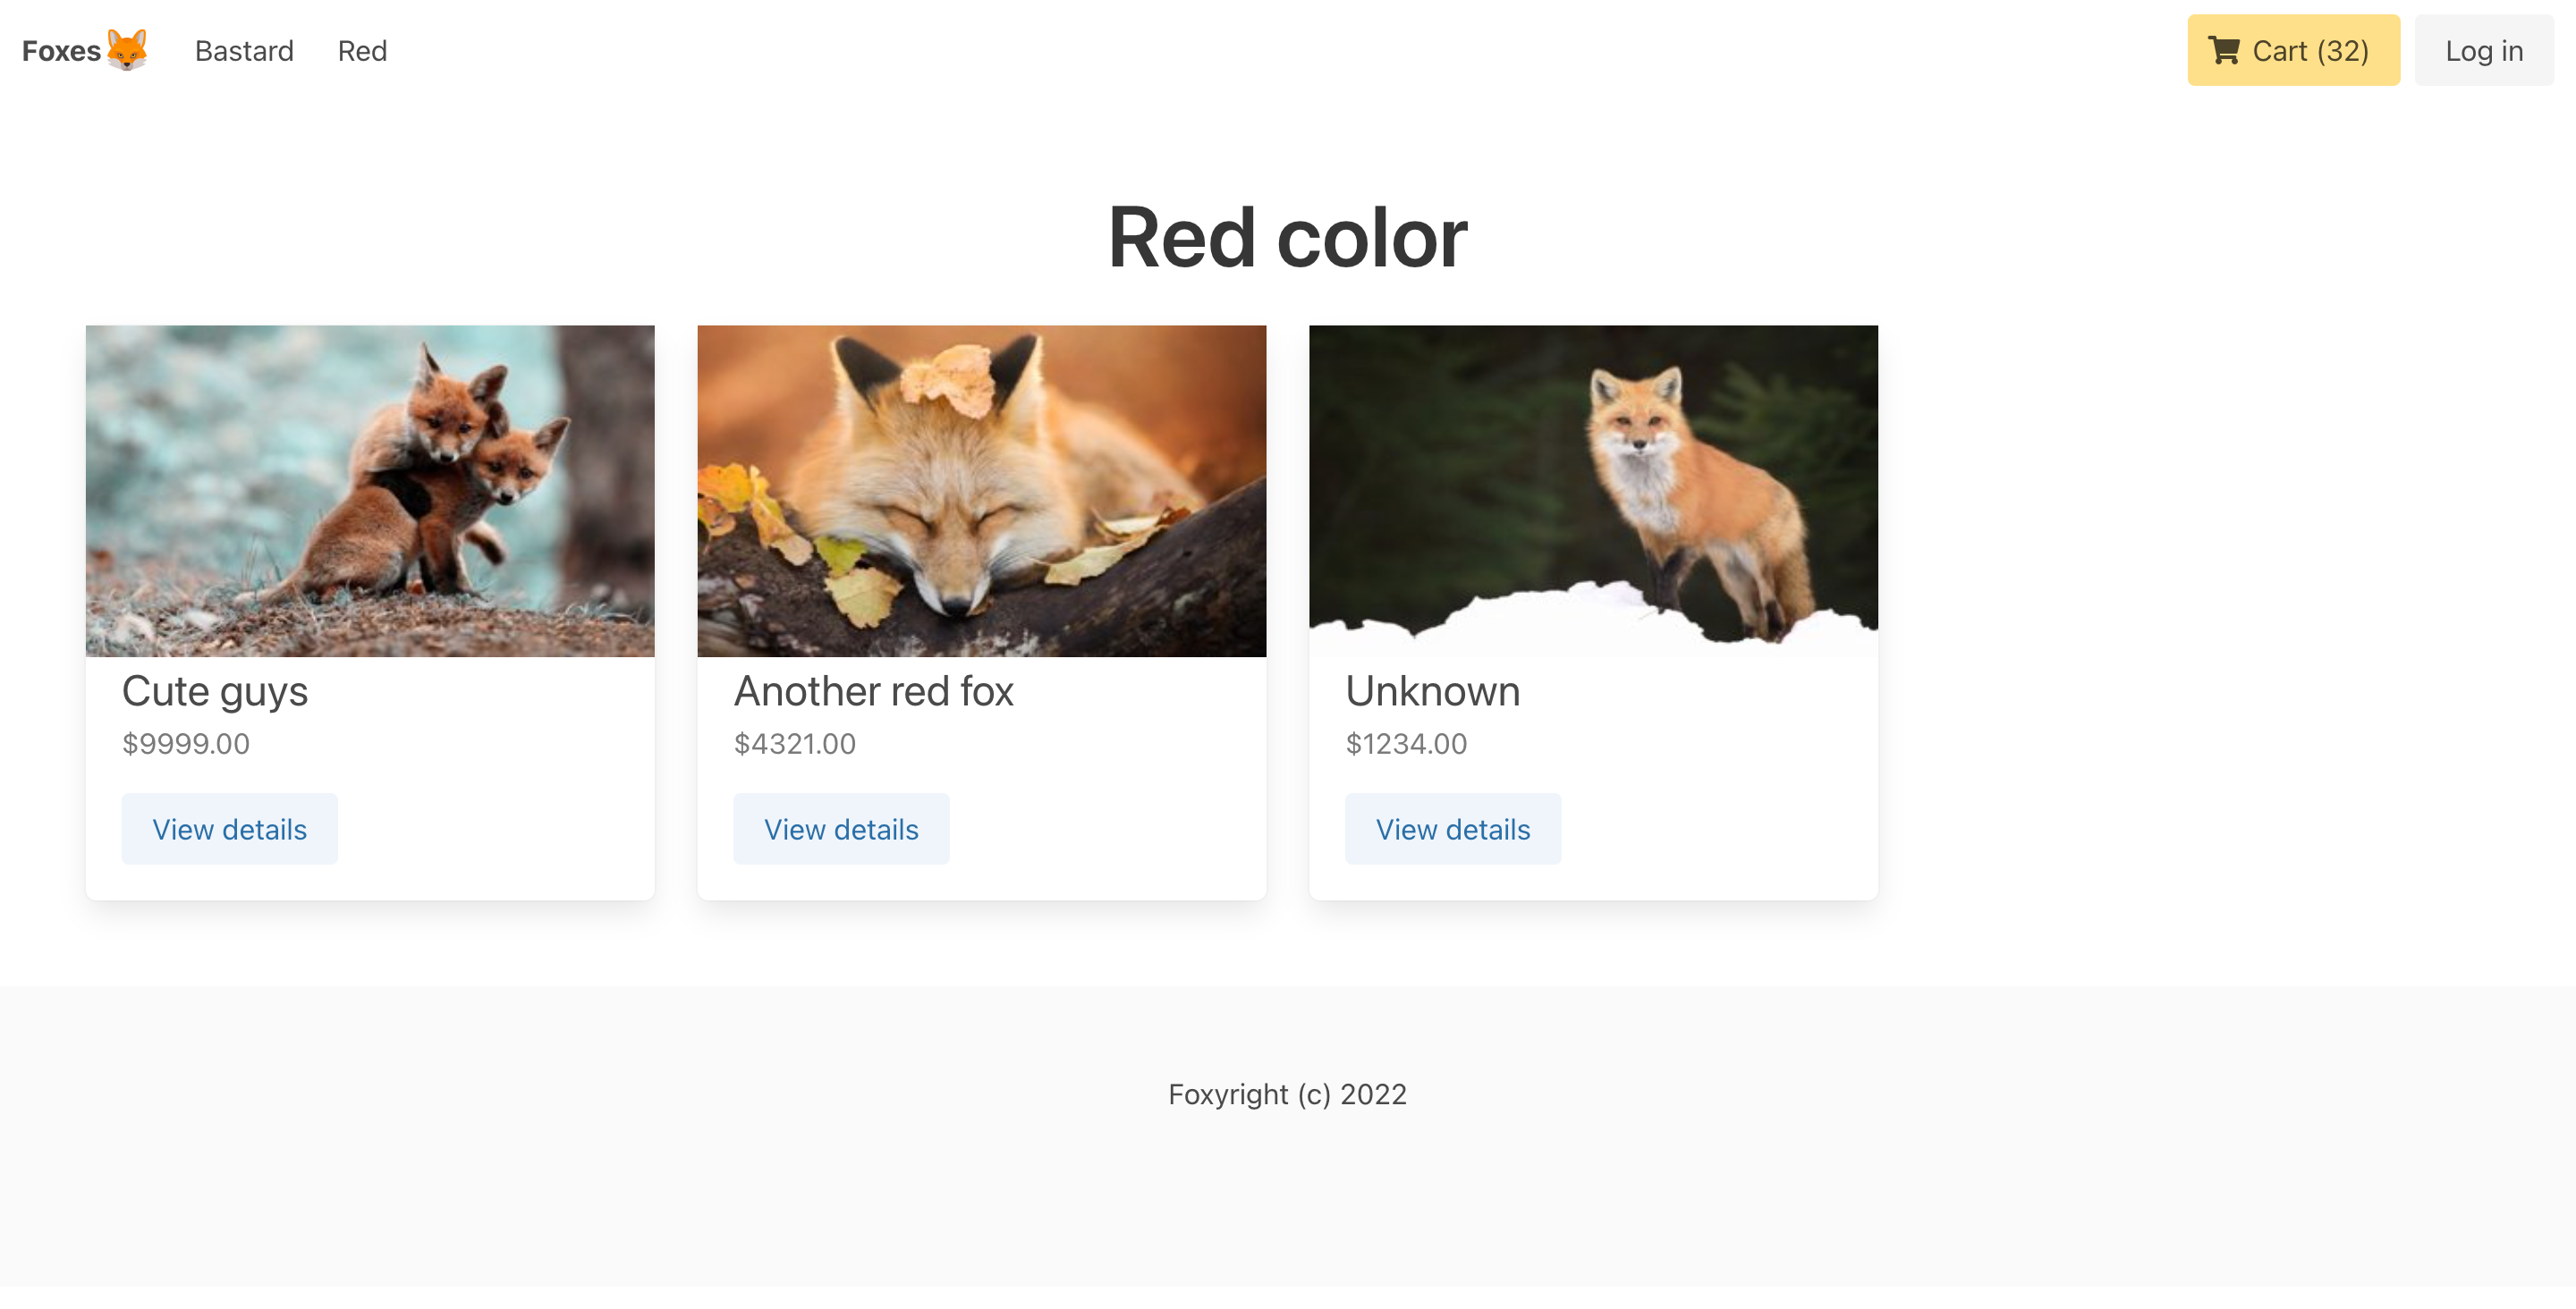 Foxes🦊 Bastard Red Cart (32) Log in
Red color
Cute guys
$9999.00
View details
Another red fox
$4321.00
View details
Unknown
$1234.00
View details
Foxyright (c) 2022